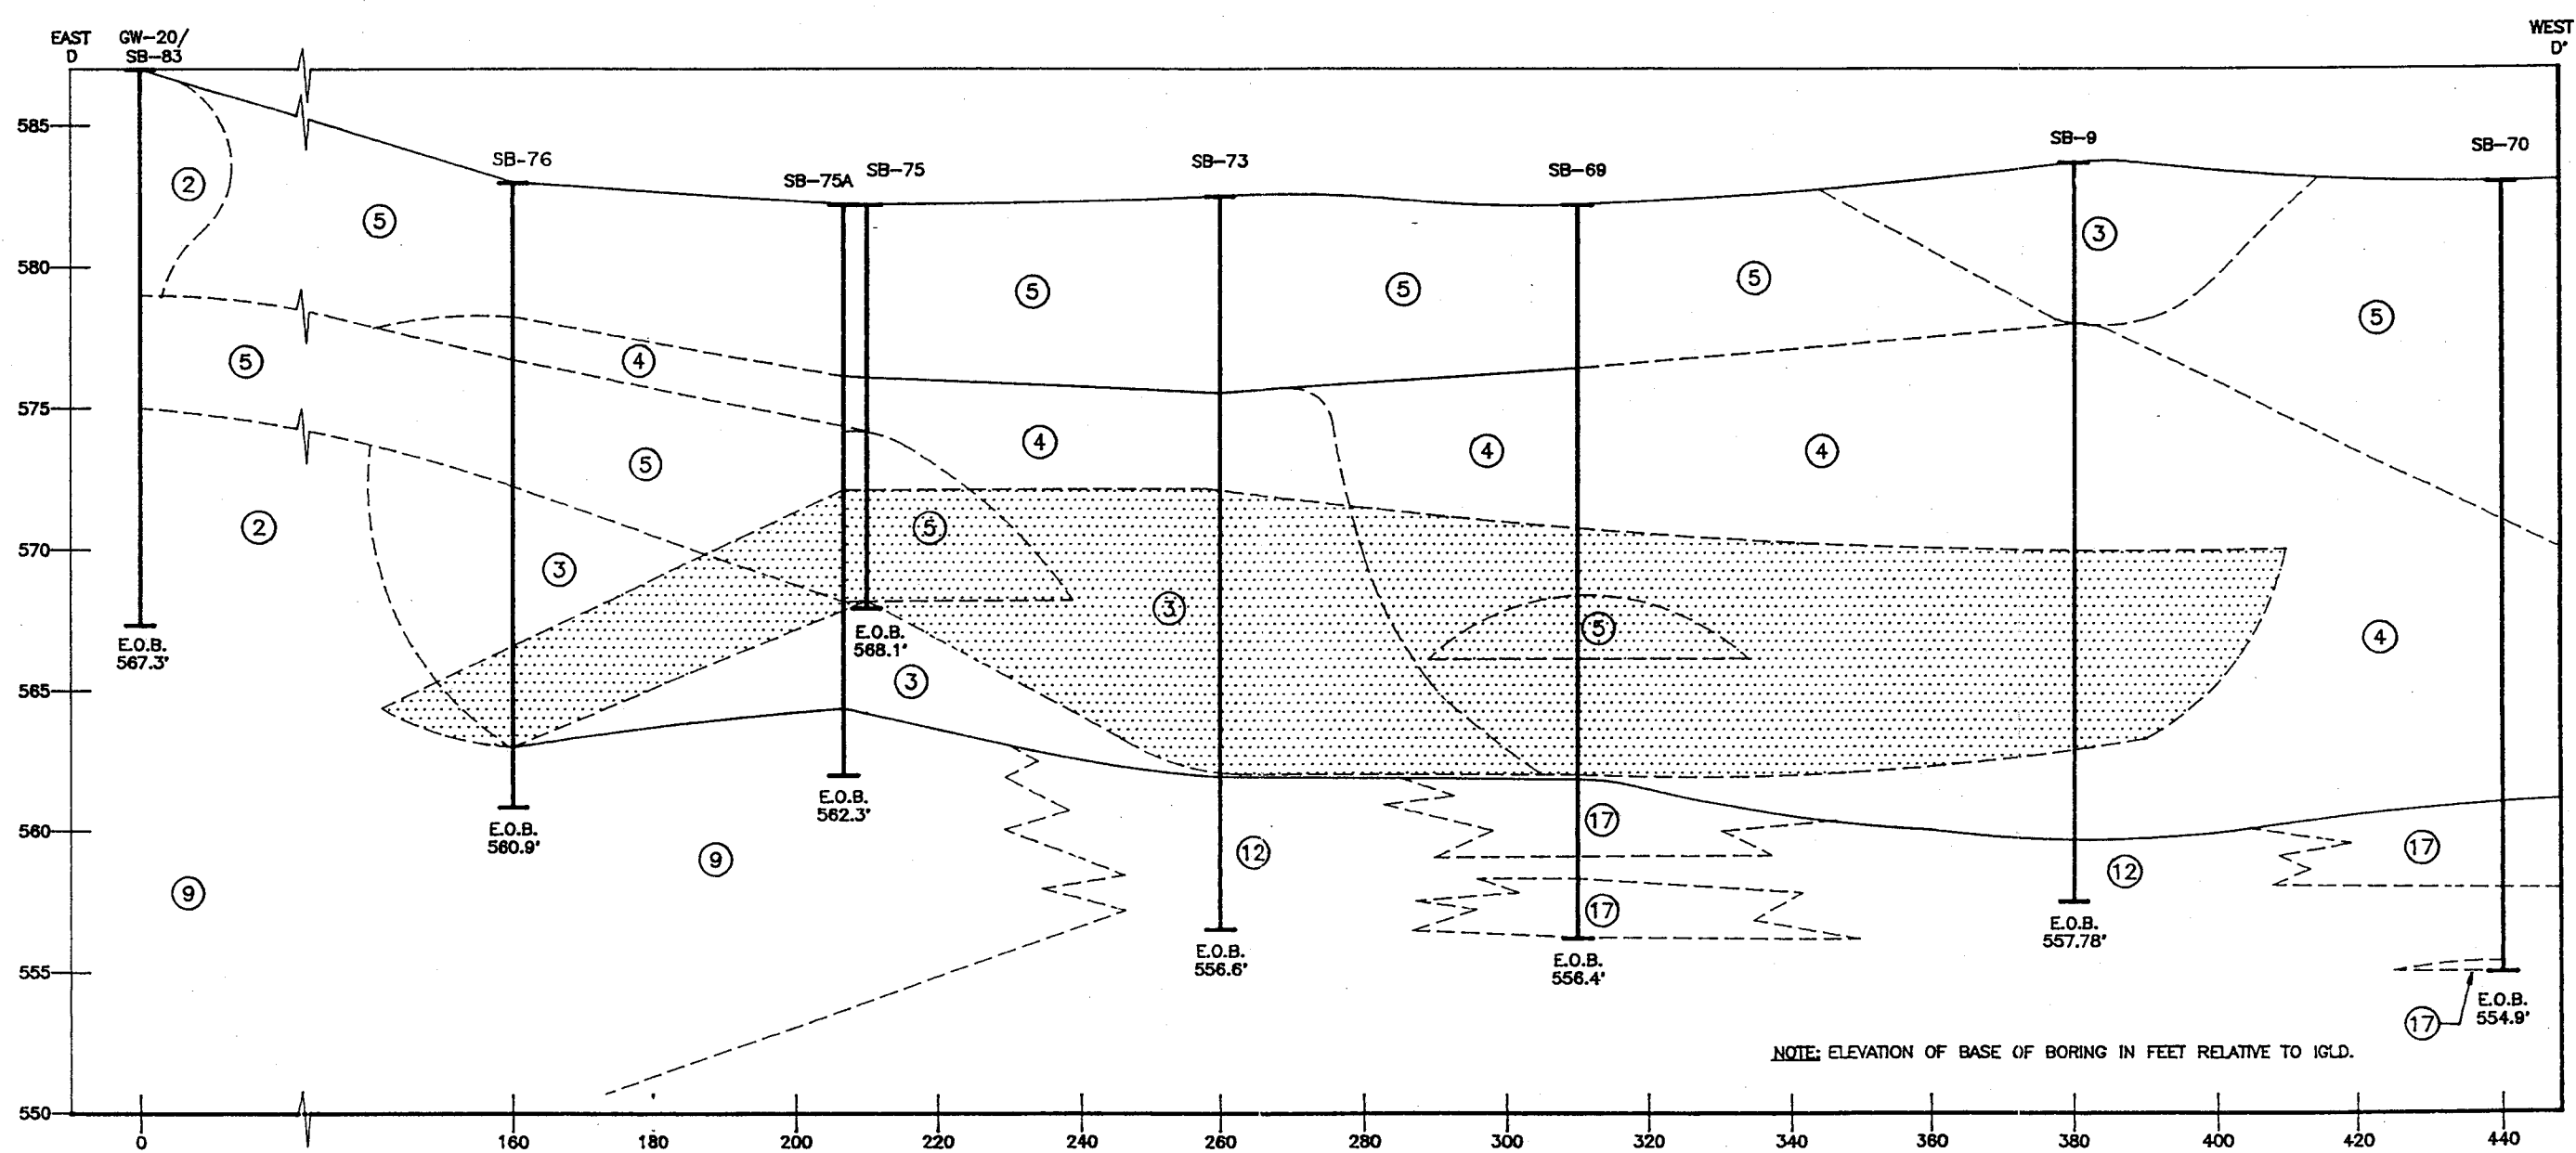 EAST
D
GW-20/
SB-83
WEST
D'
SB-76
SB-75A
SB-75
SB-73
SB-69
SB-9
SB-70
585
580
575
570
565
560
555
550
2
5
3
5
5
5
5
5
4
5
4
4
4
5
2
5
3
3
5
4
3
17
12
9
12
17
9
17
17
E.O.B.
567.3'
E.O.B.
568.1'
E.O.B.
562.3'
E.O.B.
560.9'
E.O.B.
556.6'
E.O.B.
556.4'
E.O.B.
557.78'
E.O.B.
554.9'
NOTE: ELEVATION OF BASE OF BORING IN FEET RELATIVE TO IGLD.
0
160
180
200
220
240
260
280
300
320
340
360
380
400
420
440